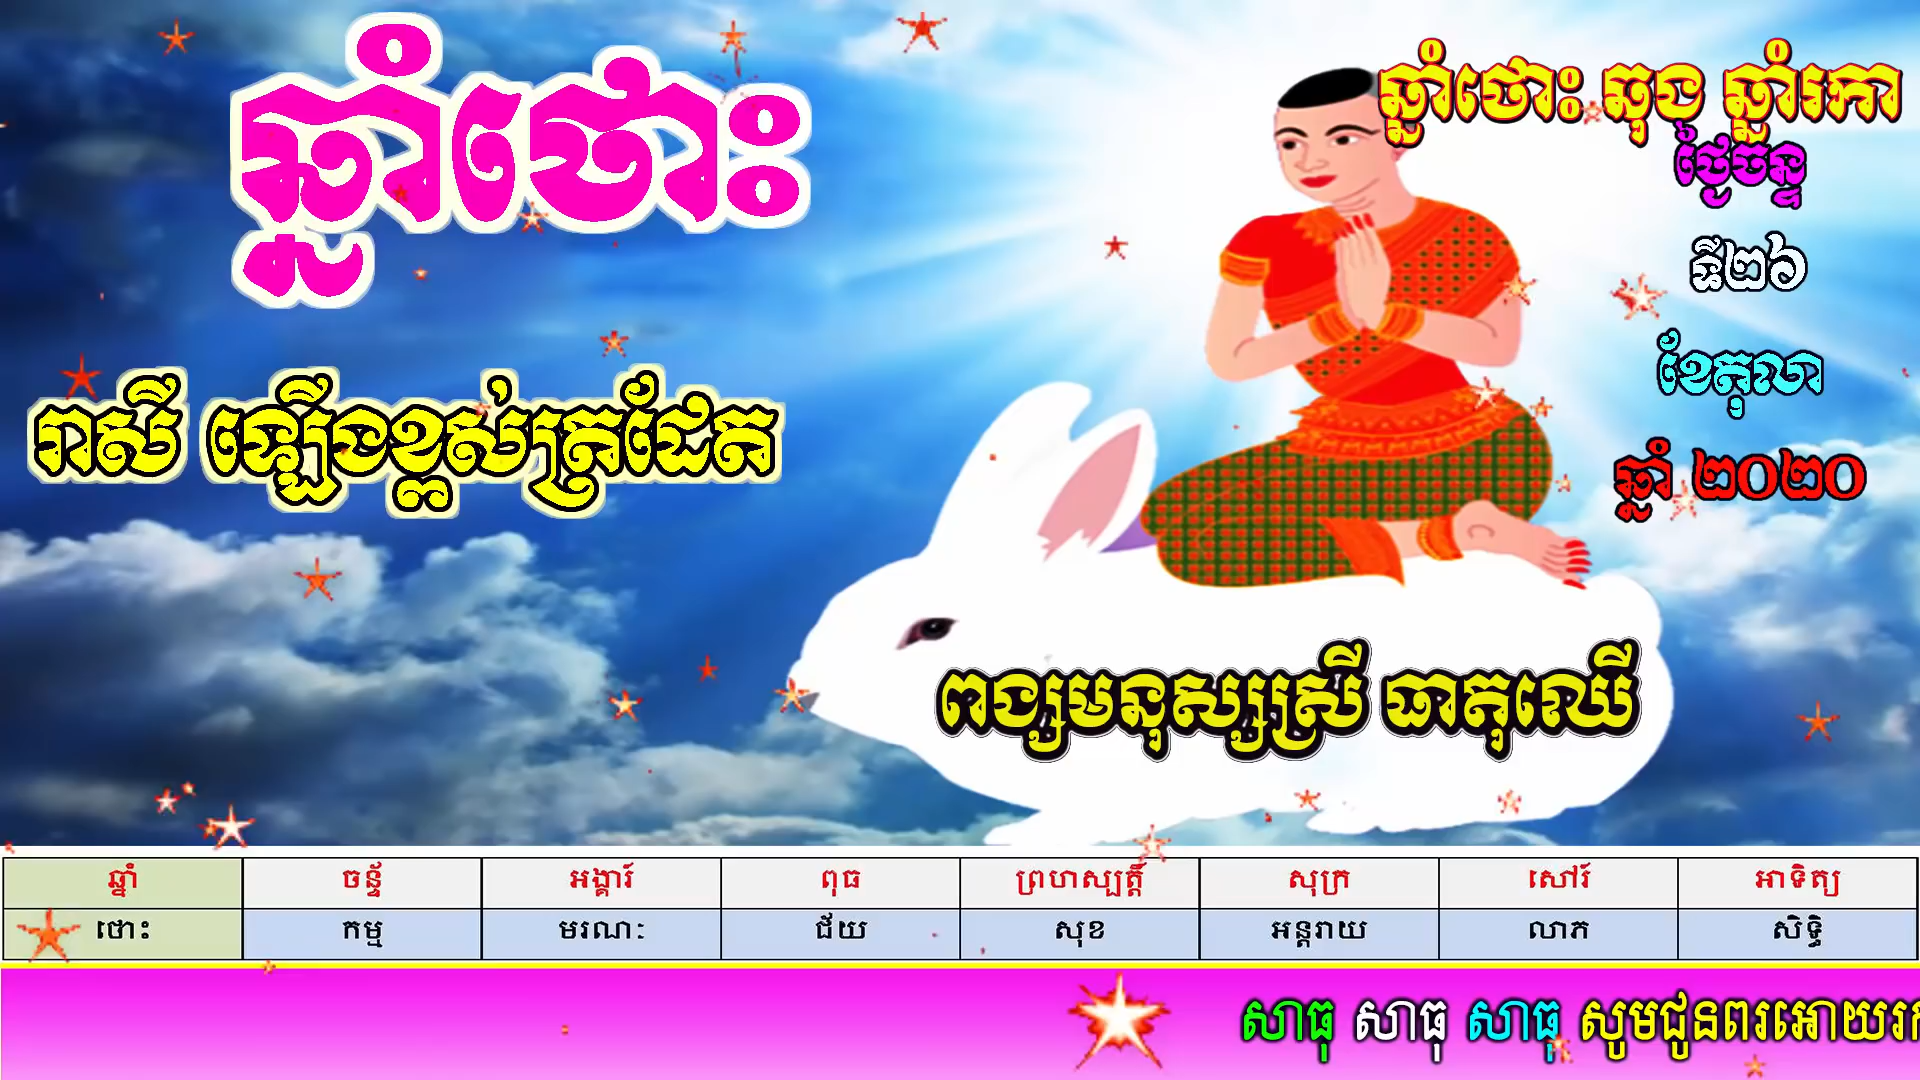 ឆ្នាំថោះ
ឆ្នាំថោះ ឆុង ឆ្នាំរកា
ថ្ងៃចន្ទ
ទី២៦
ខែតុលា
ឆ្នាំ ២០២០
រាសី ឡើងខ្ពស់ត្រដែត
ពង្សមនុស្សស្រី ធាតុឈើ
ឆ្នាំ ចន្ទ័ អង្គារ៍ ពុធ ព្រហស្បត្តិ៍ សុក្រ សៅរ៍ អាទិត្យ
ថោះ កម្ម មរណៈ ជ័យ សុខ អន្តរាយ លាភ សិទ្ធិ
សាធុ សាធុ សាធុ សូមជូនពរអោយរក